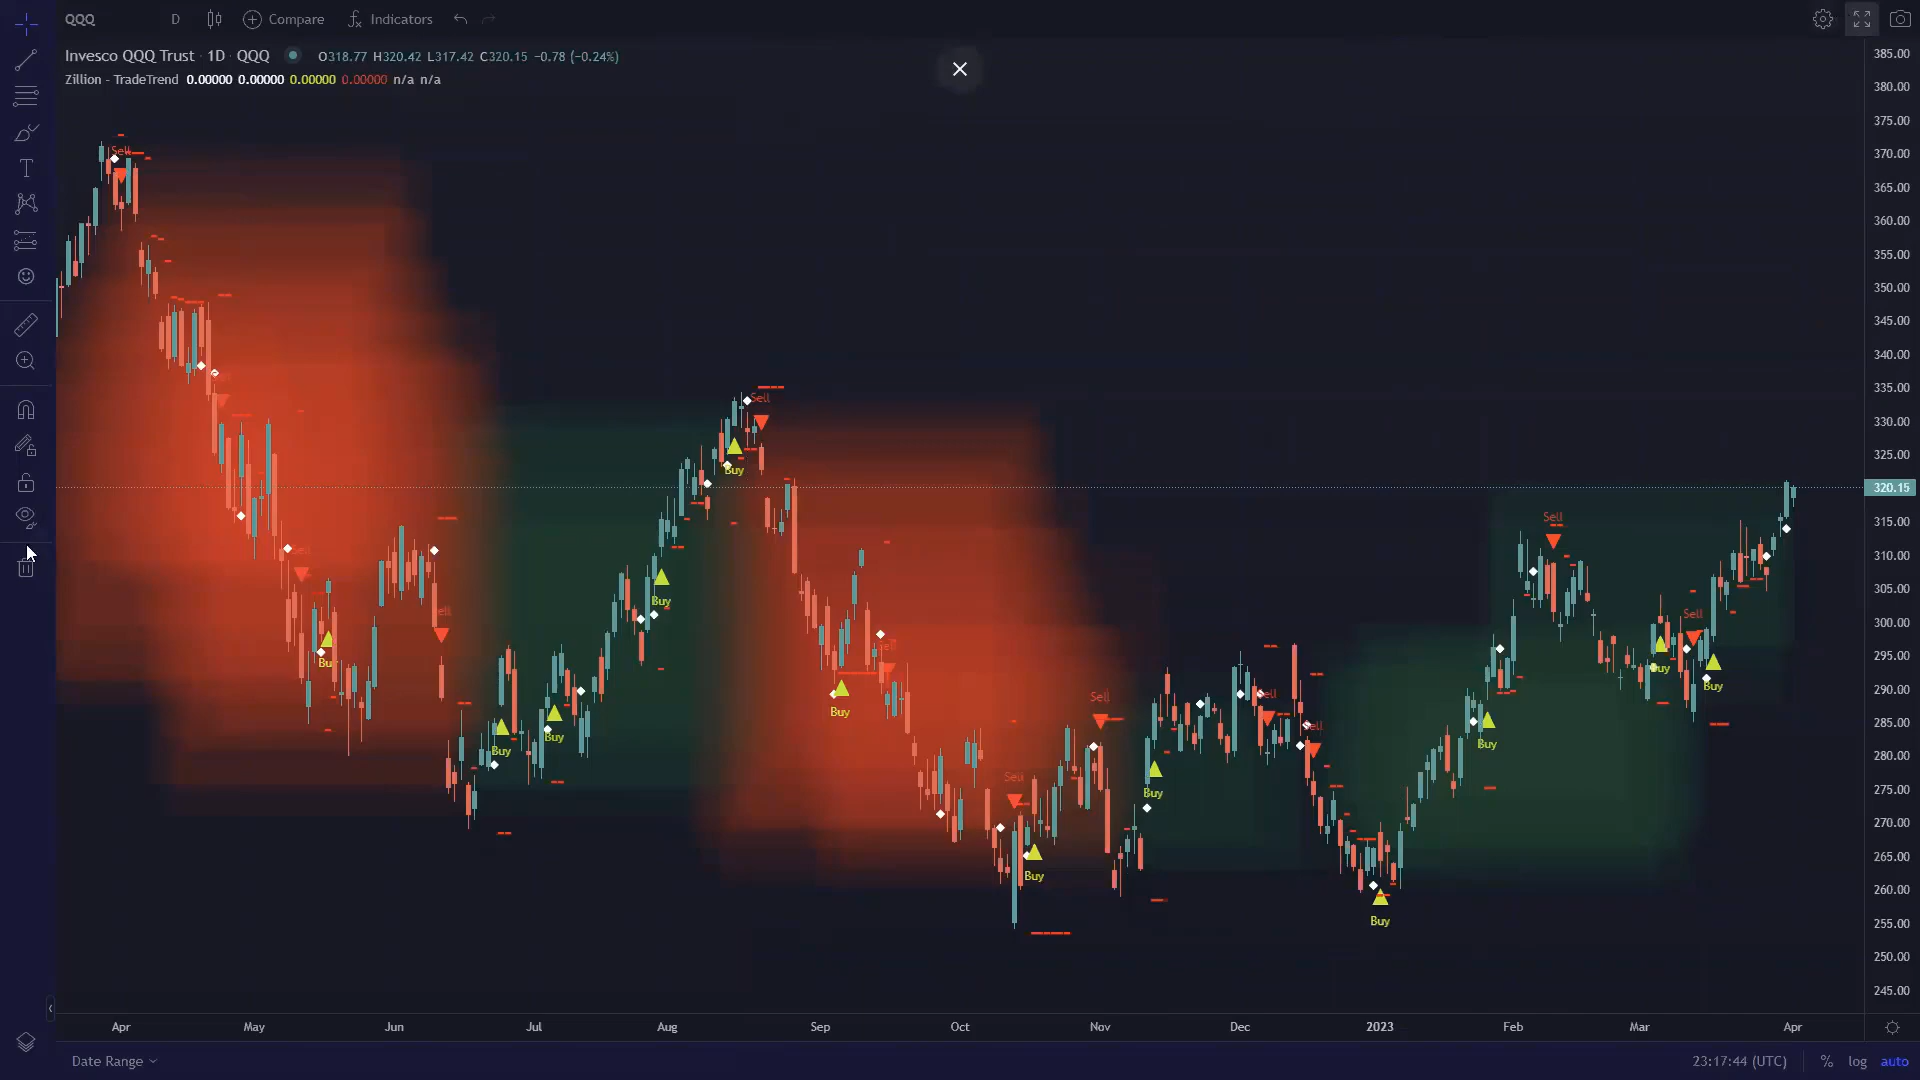 QQQ D Compare Indicators
Invesco QQQ Trust · 1D · QQQ O318.77 H320.42 L317.42 C320.15 −0.78 (−0.24%)
Zillion - TradeTrend 0.00000 0.00000 0.00000 0.00000 n/a n/a
385.00
380.00
375.00
370.00
365.00
360.00
355.00
350.00
345.00
340.00
335.00
330.00
325.00
320.15
315.00
310.00
305.00
300.00
295.00
290.00
285.00
280.00
275.00
270.00
265.00
260.00
255.00
250.00
245.00
Sell
Sell
Buy
Buy
Sell
Buy
Sell
Sell
Buy
Sell
Buy
Buy
Buy
Sell
Buy
Buy
Sell
Buy
Buy
Buy
Apr May Jun Jul Aug Sep Oct Nov Dec 2023 Feb Mar Apr
Date Range 23:17:44 (UTC) % log auto